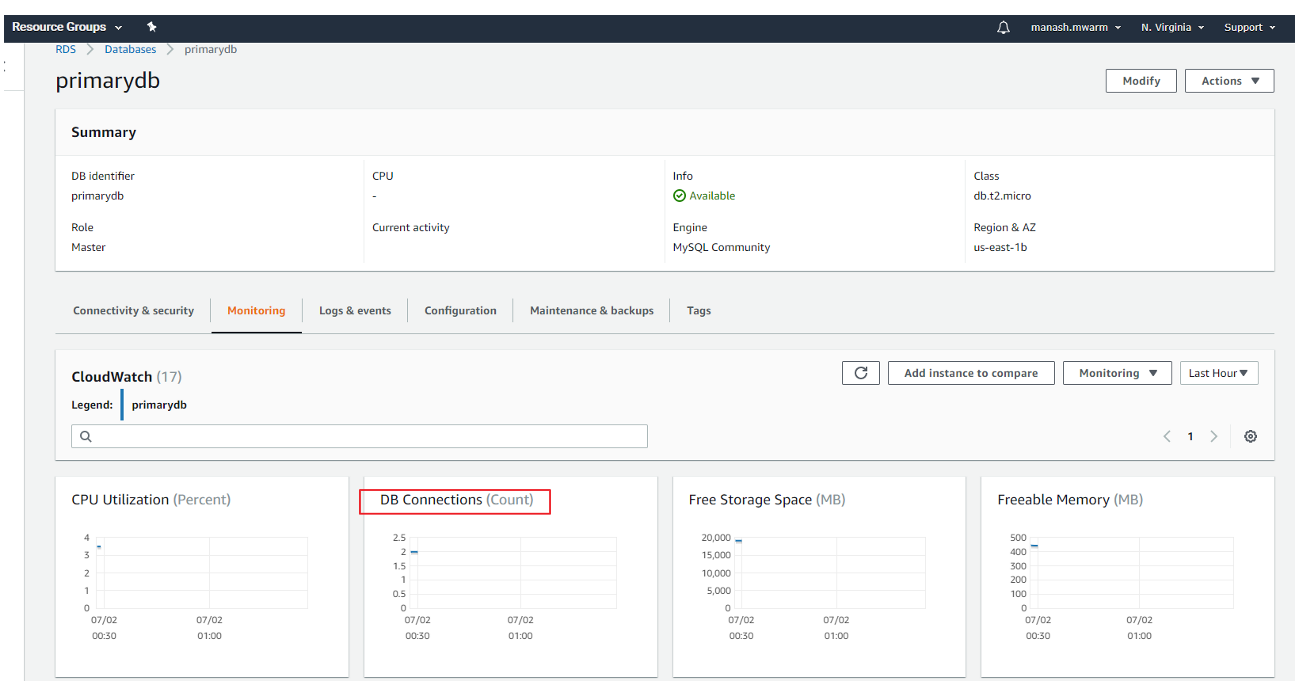 Resource Groups
manash.mwarm N. Virginia Support
RDS Databases primarydb
primarydb
Modify Actions
Summary
DB identifier
primarydb
CPU
-
Info
Available
Class
db.t2.micro
Role
Master
Current activity
Engine
MySQL Community
Region & AZ
us-east-1b
Connectivity & security Monitoring Logs & events Configuration Maintenance & backups Tags
CloudWatch (17)
Add instance to compare Monitoring Last Hour
Legend: primarydb
1
CPU Utilization (Percent)
4
3
2
1
0
07/02 07/02
00:30 01:00
DB Connections (Count)
2.5
2
1.5
1
0.5
0
07/02 07/02
00:30 01:00
Free Storage Space (MB)
20,000
15,000
10,000
5,000
0
07/02 07/02
00:30 01:00
Freeable Memory (MB)
500
400
300
200
100
0
07/02 07/02
00:30 01:00